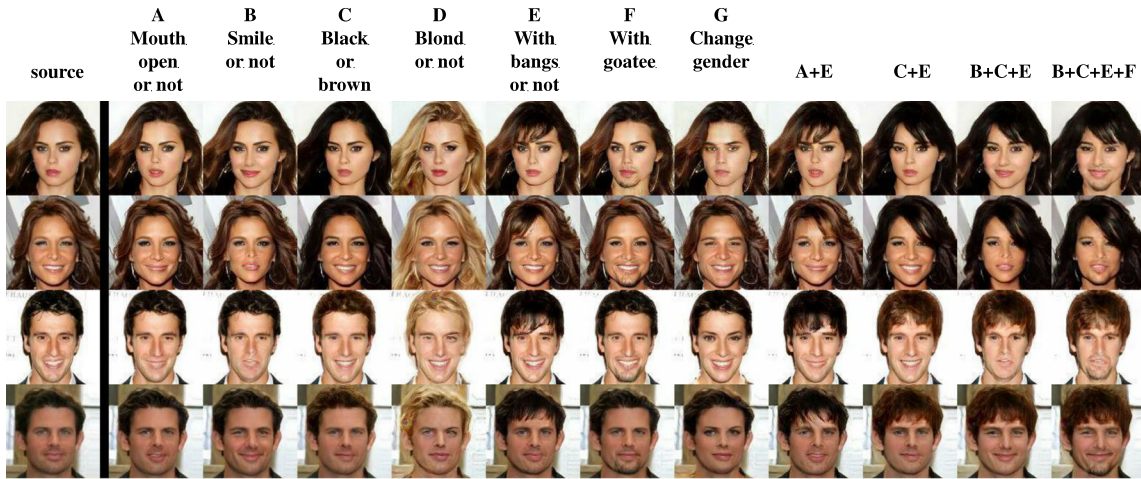 source
A
Mouth
open
or not
B
Smile
or not
C
Black
or
brown
D
Blond
or not
E
With
bangs
or not
F
With
goatee
G
Change
gender
A+E
C+E
B+C+E
B+C+E+F